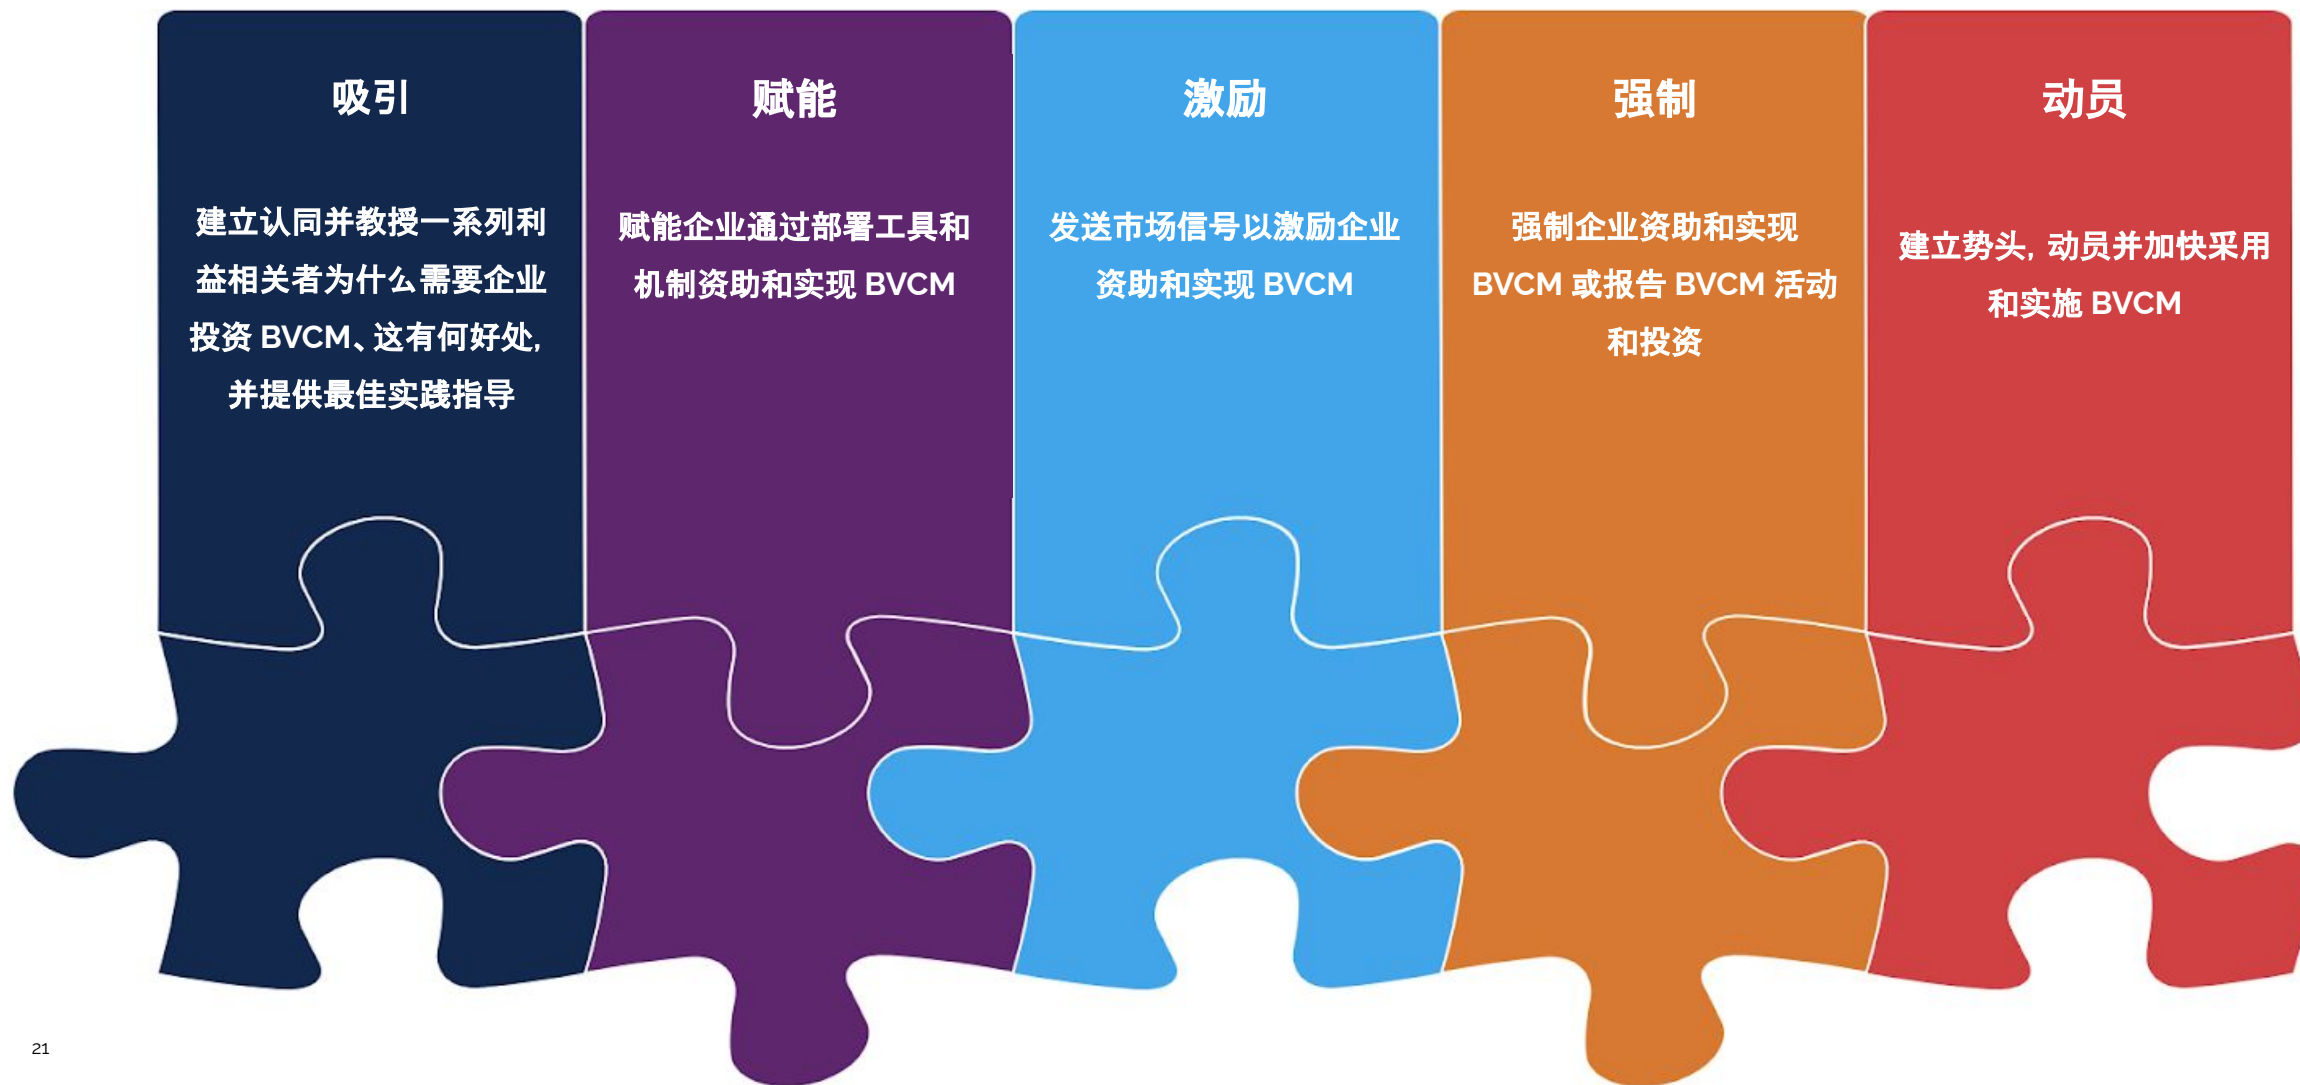 吸引
建立认同并教授一系列利
益相关者为什么需要企业
投资 BVCM、这有何好处,
并提供最佳实践指导
赋能
赋能企业通过部署工具和
机制资助和实现 BVCM
激励
发送市场信号以激励企业
资助和实现 BVCM
强制
强制企业资助和实现
BVCM 或报告 BVCM 活动
和投资
动员
建立势头, 动员并加快采用
和实施 BVCM
21